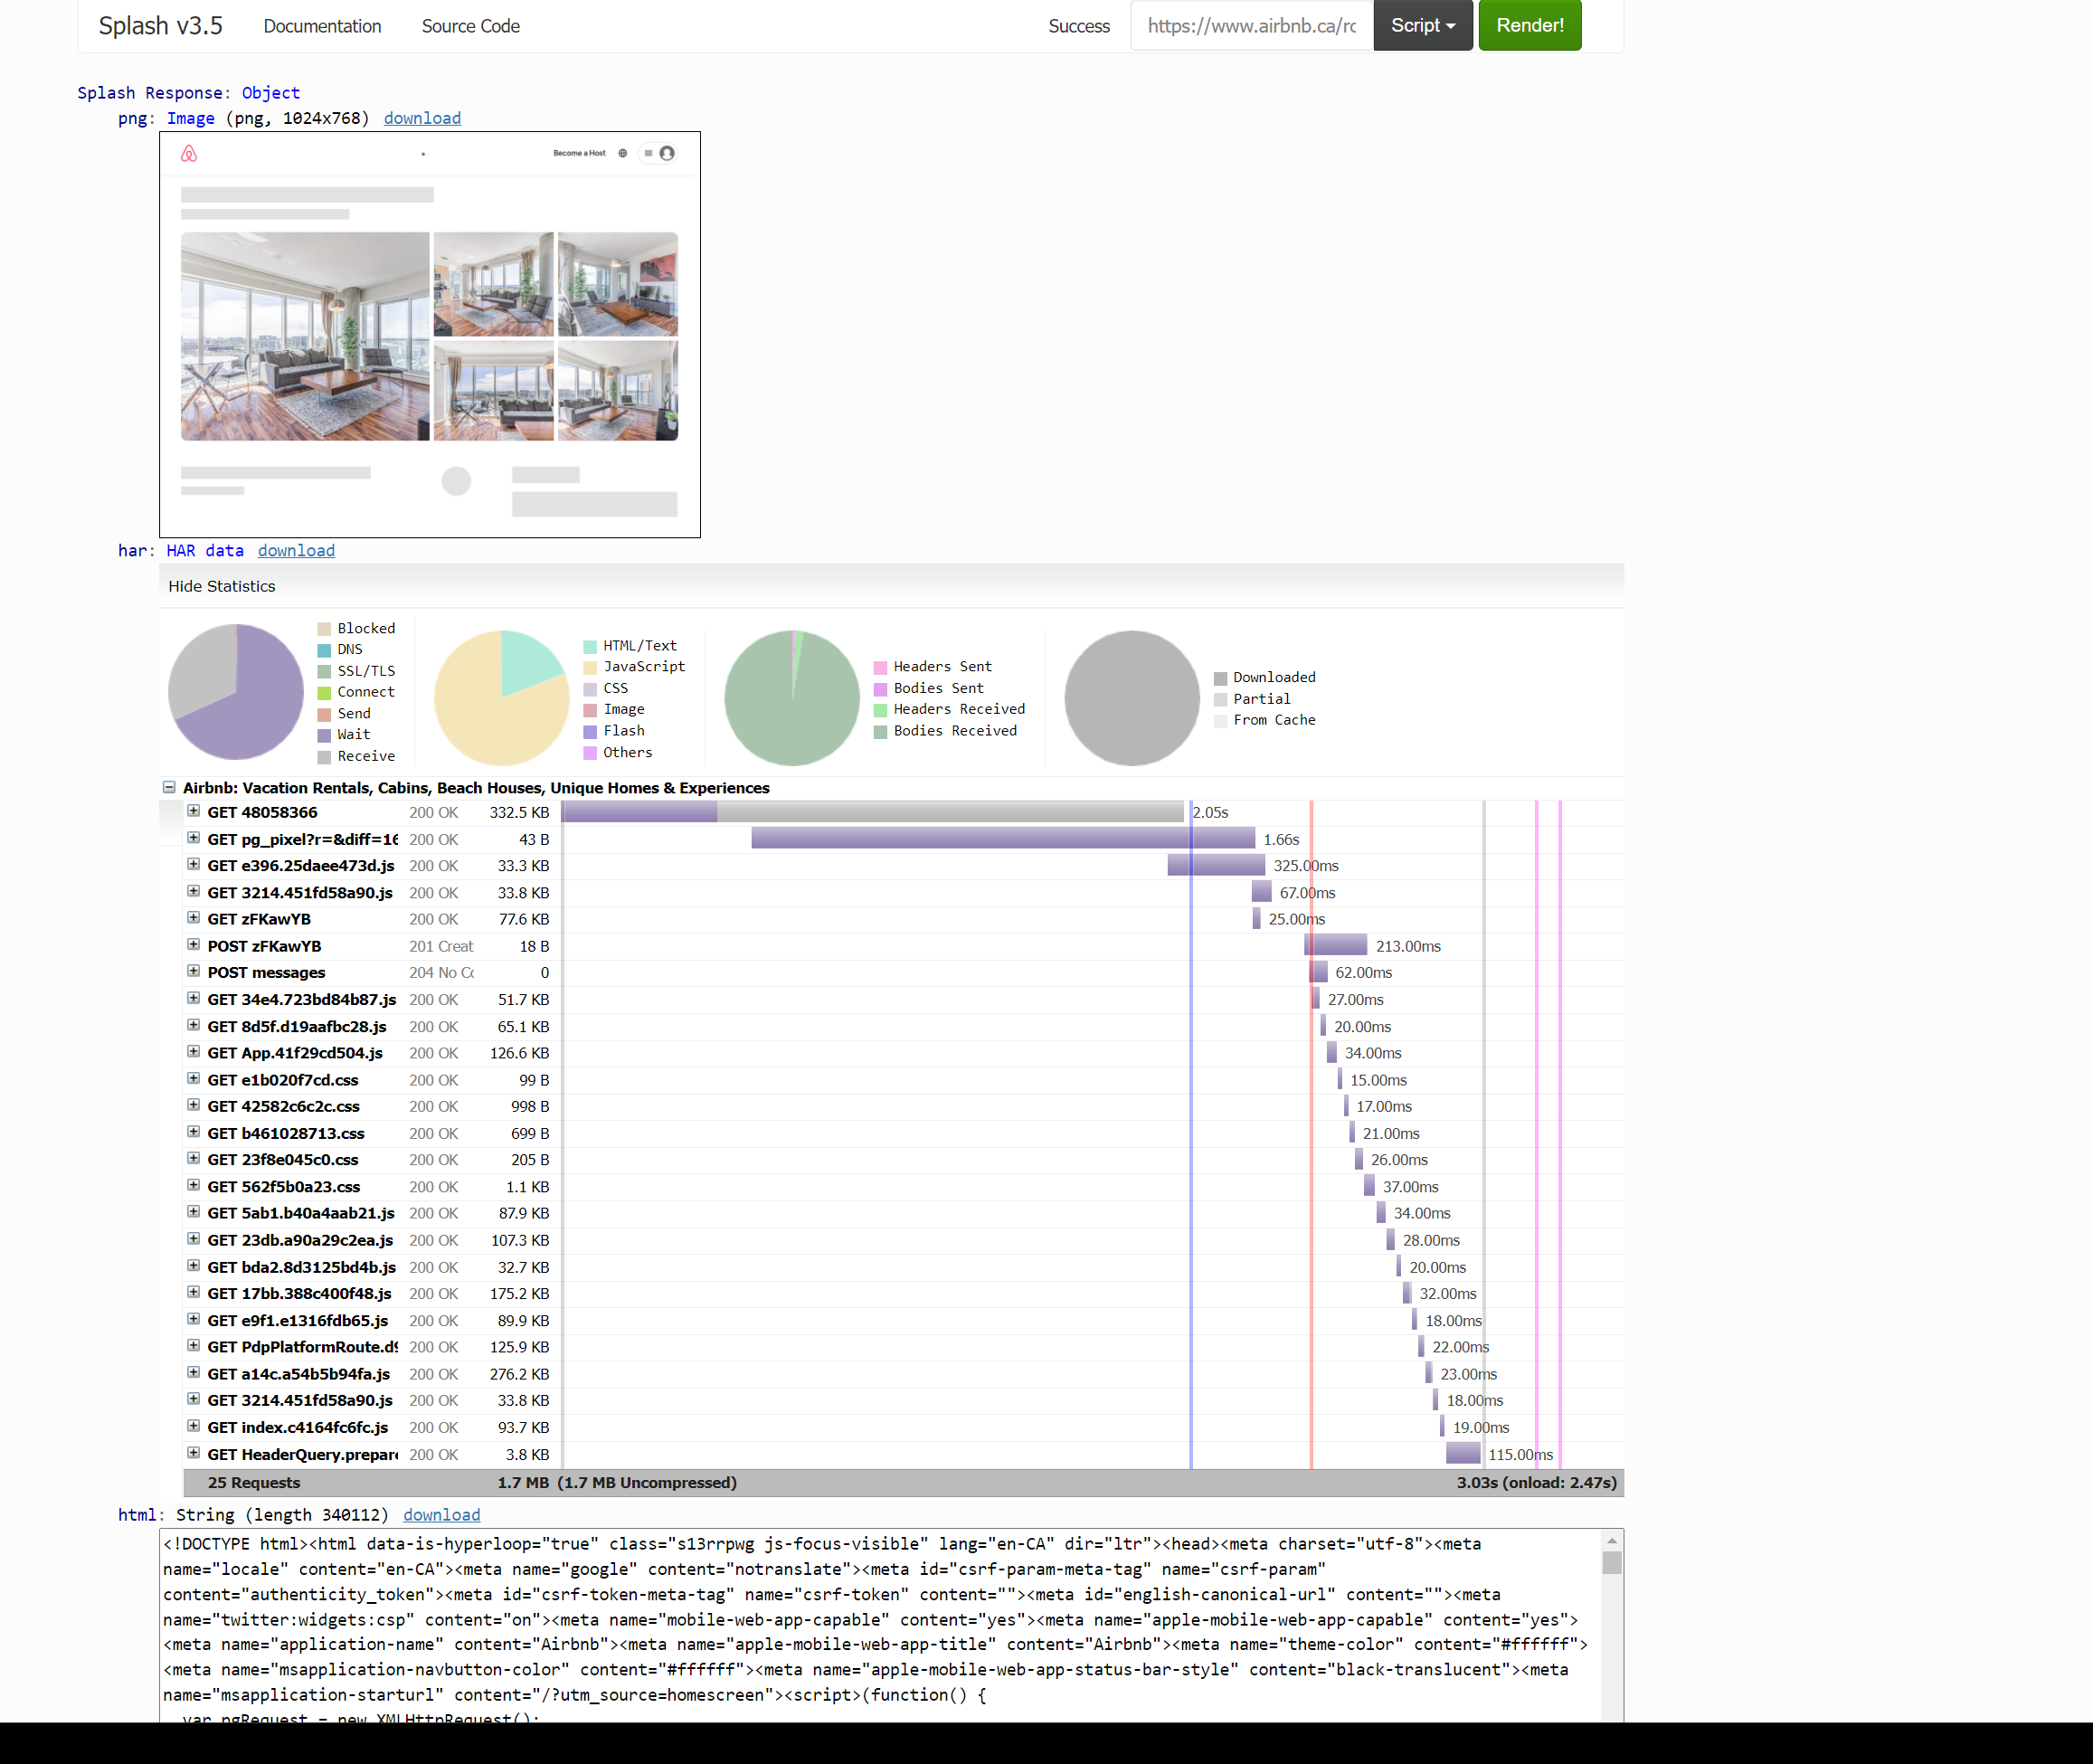 Splash v3.5 Documentation Source Code Success https://www.airbnb.ca/rc Script Render!
Splash Response: Object
png: Image (png, 1024x768) download
Become a Host
har: HAR data download
Hide Statistics
Blocked
DNS
SSL/TLS
Connect
Send
Wait
Receive
HTML/Text
JavaScript
CSS
Image
Flash
Others
Headers Sent
Bodies Sent
Headers Received
Bodies Received
Downloaded
Partial
From Cache
Airbnb: Vacation Rentals, Cabins, Beach Houses, Unique Homes & Experiences
GET 48058366 200 OK 332.5 KB 2.05s
GET pg_pixel?r=&diff=16 200 OK 43 B 1.66s
GET e396.25daee473d.js 200 OK 33.3 KB 325.00ms
GET 3214.451fd58a90.js 200 OK 33.8 KB 67.00ms
GET zFKawYB 200 OK 77.6 KB 25.00ms
POST zFKawYB 201 Creat 18 B 213.00ms
POST messages 204 No Cc 0 62.00ms
GET 34e4.723bd84b87.js 200 OK 51.7 KB 27.00ms
GET 8d5f.d19aafbc28.js 200 OK 65.1 KB 20.00ms
GET App.41f29cd504.js 200 OK 126.6 KB 34.00ms
GET e1b020f7cd.css 200 OK 99 B 15.00ms
GET 42582c6c2c.css 200 OK 998 B 17.00ms
GET b461028713.css 200 OK 699 B 21.00ms
GET 23f8e045c0.css 200 OK 205 B 26.00ms
GET 562f5b0a23.css 200 OK 1.1 KB 37.00ms
GET 5ab1.b40a4aab21.js 200 OK 87.9 KB 34.00ms
GET 23db.a90a29c2ea.js 200 OK 107.3 KB 28.00ms
GET bda2.8d3125bd4b.js 200 OK 32.7 KB 20.00ms
GET 17bb.388c400f48.js 200 OK 175.2 KB 32.00ms
GET e9f1.e1316fdb65.js 200 OK 89.9 KB 18.00ms
GET PdpPlatformRoute.d9 200 OK 125.9 KB 22.00ms
GET a14c.a54b5b94fa.js 200 OK 276.2 KB 23.00ms
GET 3214.451fd58a90.js 200 OK 33.8 KB 18.00ms
GET index.c4164fc6fc.js 200 OK 93.7 KB 19.00ms
GET HeaderQuery.prepare 200 OK 3.8 KB 115.00ms
25 Requests 1.7 MB (1.7 MB Uncompressed) 3.03s (onload: 2.47s)
html: String (length 340112) download
<!DOCTYPE html><html data-is-hyperloop="true" class="s13rrpwg js-focus-visible" lang="en-CA" dir="ltr"><head><meta charset="utf-8"><meta
name="locale" content="en-CA"><meta name="google" content="notranslate"><meta id="csrf-param-meta-tag" name="csrf-param"
content="authenticity_token"><meta id="csrf-token-meta-tag" name="csrf-token" content=""><meta id="english-canonical-url" content=""><meta
name="twitter:widgets:csp" content="on"><meta name="mobile-web-app-capable" content="yes"><meta name="apple-mobile-web-app-capable" content="yes">
<meta name="application-name" content="Airbnb"><meta name="apple-mobile-web-app-title" content="Airbnb"><meta name="theme-color" content="#ffffff">
<meta name="msapplication-navbutton-color" content="#ffffff"><meta name="apple-mobile-web-app-status-bar-style" content="black-translucent"><meta
name="msapplication-starturl" content="/?utm_source=homescreen"><script>(function() {
var pgRequest = new XMLHttpRequest();